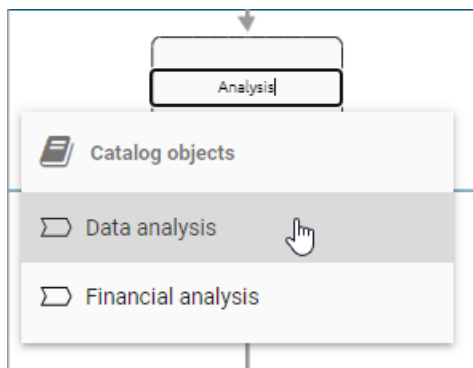 Analysis
Catalog objects
Data analysis
Financial analysis